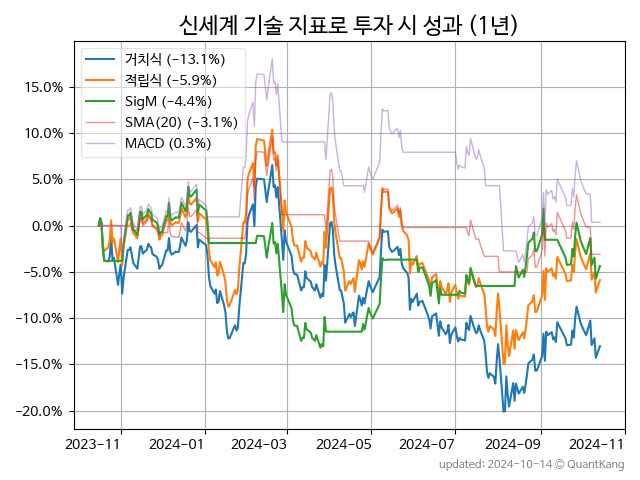 신세계 기술 지표로 투자 시 성과 (1년)
거치식 (−13.1%)
적립식 (−5.9%)
SigM (−4.4%)
SMA(20) (−3.1%)
MACD (0.3%)
15.0%
10.0%
5.0%
0.0%
−5.0%
−10.0%
−15.0%
−20.0%
2023-11 2024-01 2024-03 2024-05 2024-07 2024-09 2024-11
updated: 2024-10-14 © QuantKang